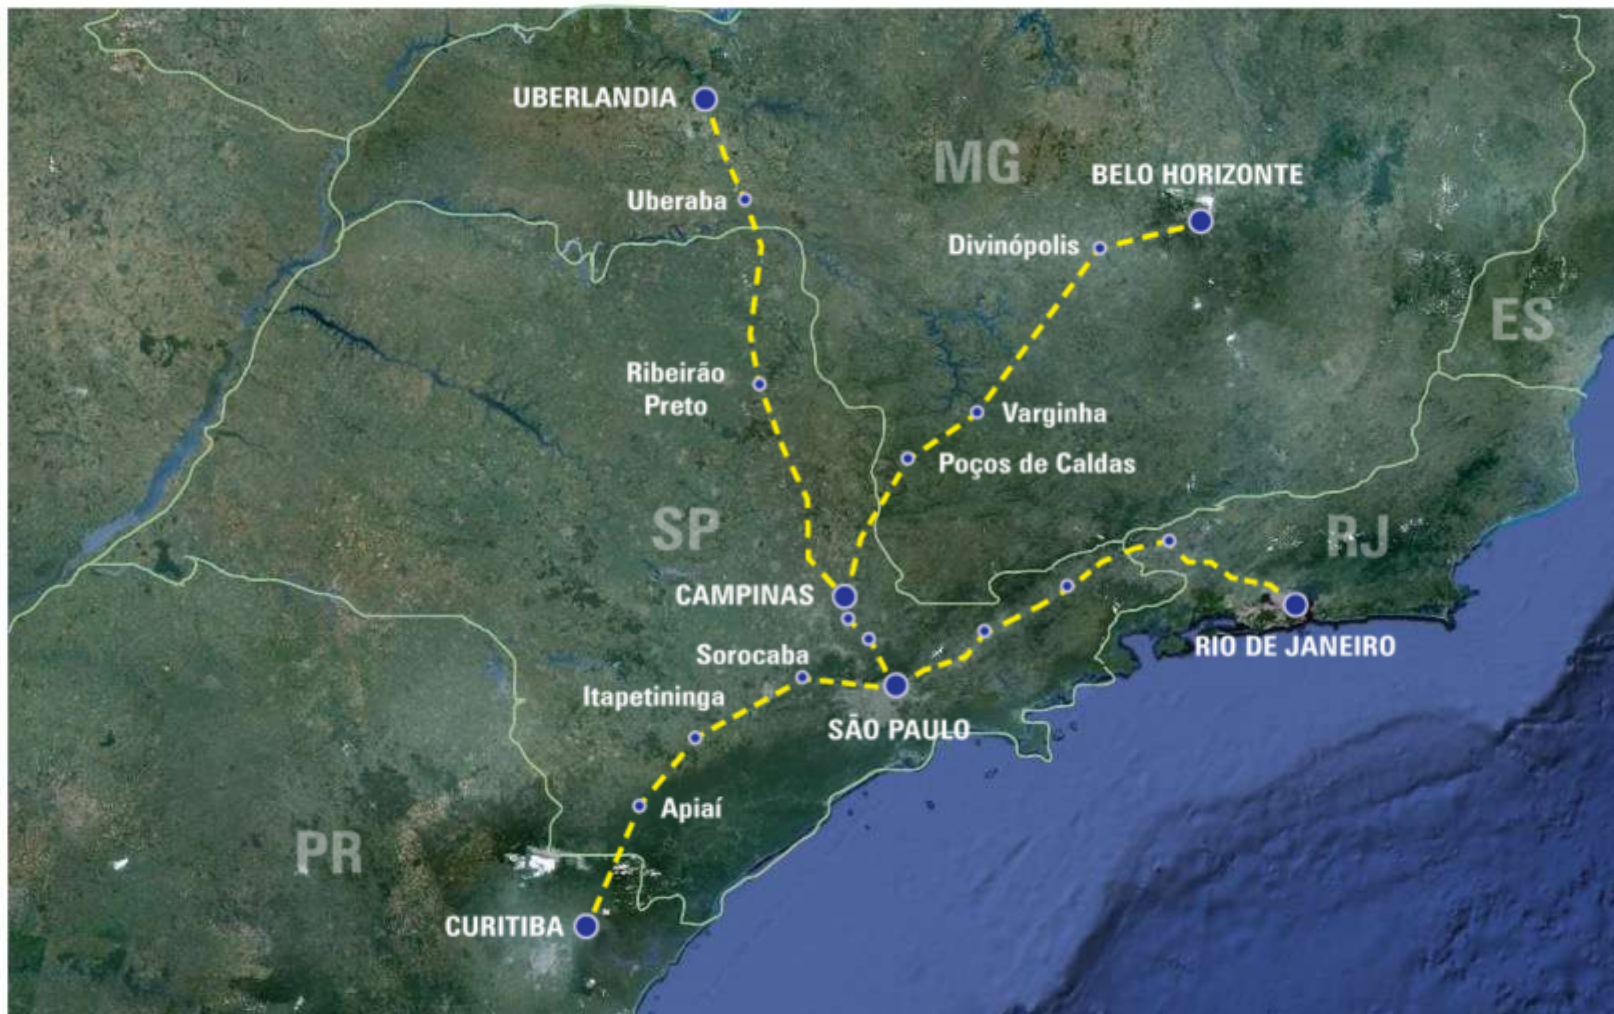 UBERLANDIA
MG
BELO HORIZONTE
Uberaba
Divinópolis
ES
Ribeirão
Preto
Varginha
Poços de Caldas
SP
RJ
CAMPINAS
RIO DE JANEIRO
Sorocaba
Itapetininga
SÃO PAULO
Apiaí
PR
CURITIBA